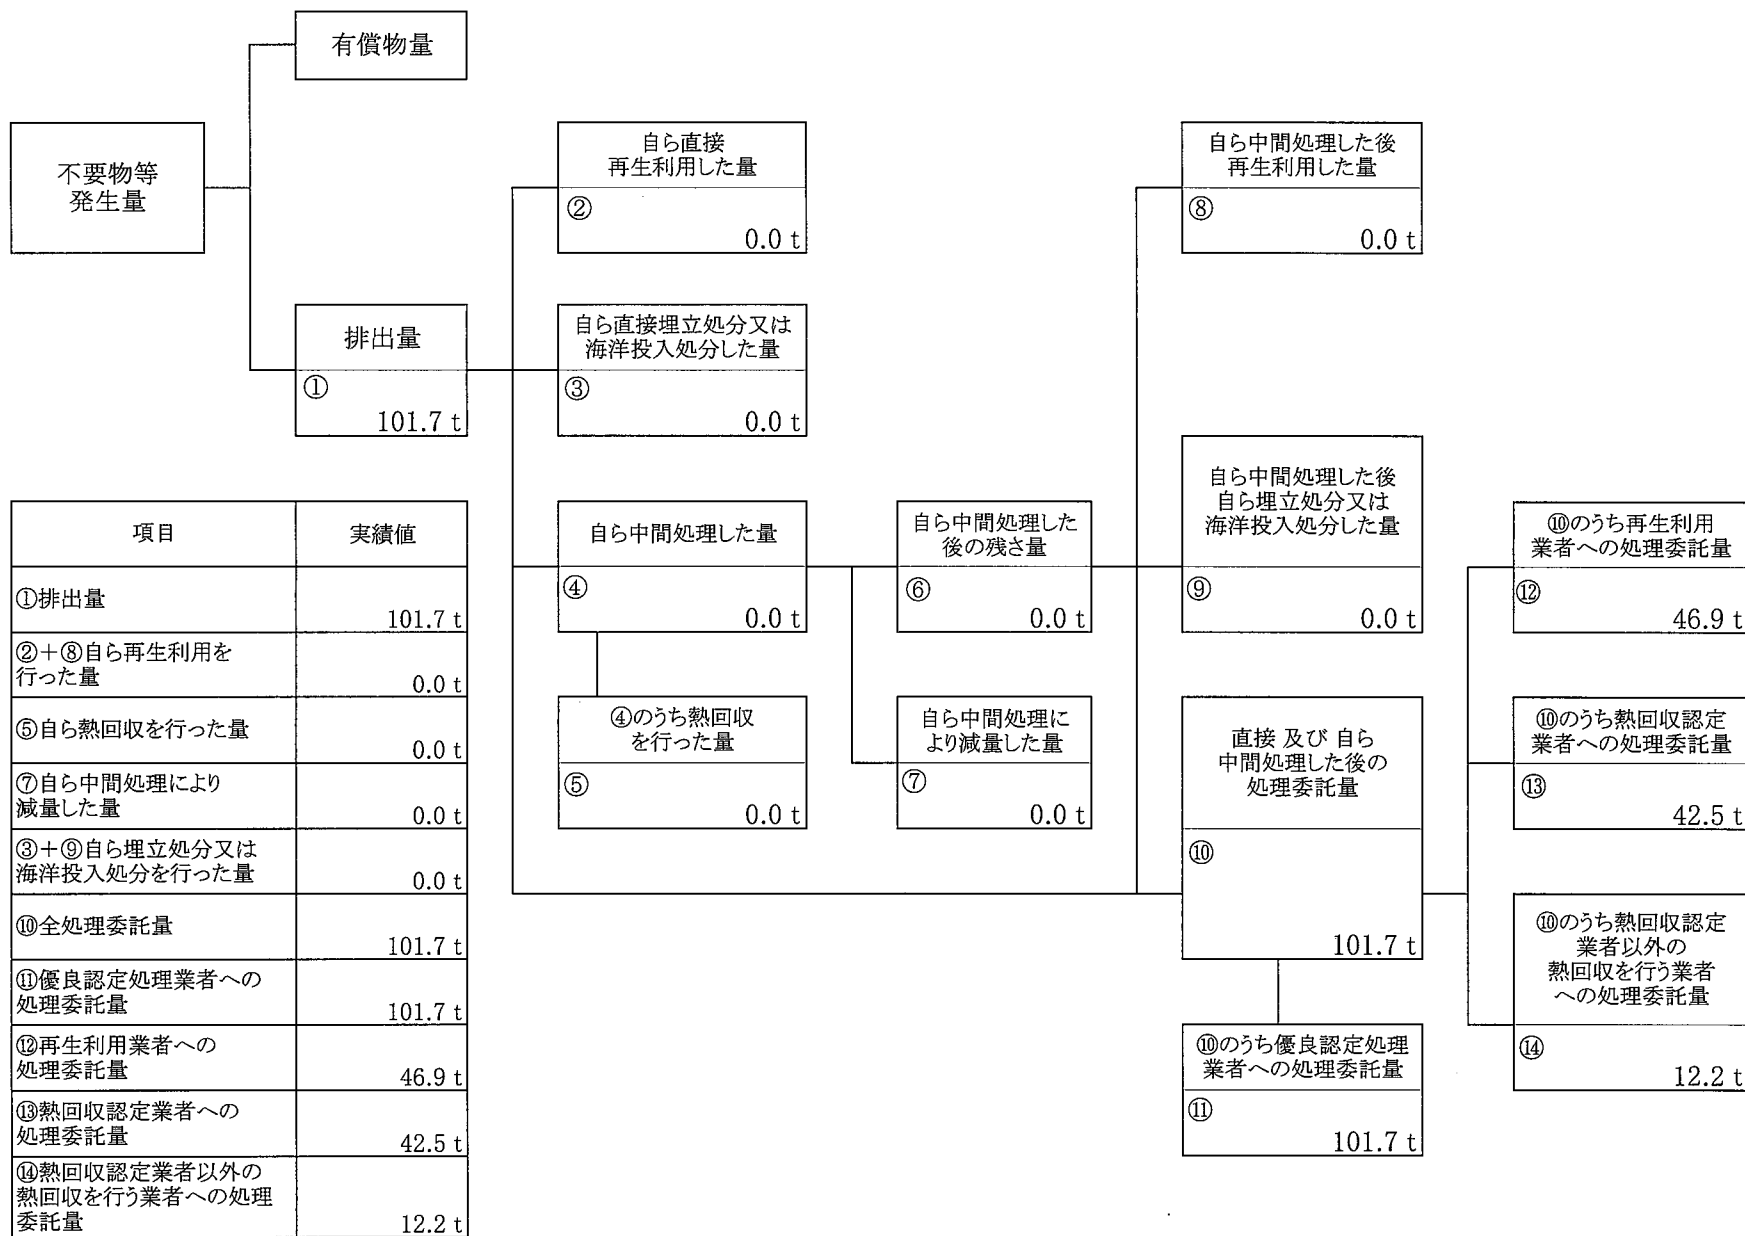 有償物量
不要物等
発生量
自ら直接
再生利用した量
②
0.0 t
自ら中間処理した後
再生利用した量
⑧
0.0 t
排出量
①
101.7 t
自ら直接埋立処分又は
海洋投入処分した量
③
0.0 t
自ら中間処理した量
④
0.0 t
自ら中間処理した
後の残さ量
⑥
0.0 t
自ら中間処理した後
自ら埋立処分又は
海洋投入処分した量
⑨
0.0 t
⑩のうち再生利用
業者への処理委託量
⑫
46.9 t
④のうち熱回収
を行った量
⑤
0.0 t
自ら中間処理に
より減量した量
⑦
0.0 t
直接 及び 自ら
中間処理した後の
処理委託量
⑩
101.7 t
⑩のうち熱回収認定
業者への処理委託量
⑬
42.5 t
⑩のうち熱回収認定
業者以外の
熱回収を行う業者
への処理委託量
⑭
12.2 t
⑩のうち優良認定処理
業者への処理委託量
⑪
101.7 t
項目 実績値
①排出量
101.7 t
②+⑧自ら再生利用を
行った量
0.0 t
⑤自ら熱回収を行った量
0.0 t
⑦自ら中間処理により
減量した量
0.0 t
③+⑨自ら埋立処分又は
海洋投入処分を行った量
0.0 t
⑩全処理委託量
101.7 t
⑪優良認定処理業者への
処理委託量
101.7 t
⑫再生利用業者への
処理委託量
46.9 t
⑬熱回収認定業者への
処理委託量
42.5 t
⑭熱回収認定業者以外の
熱回収を行う業者への処理
委託量
12.2 t